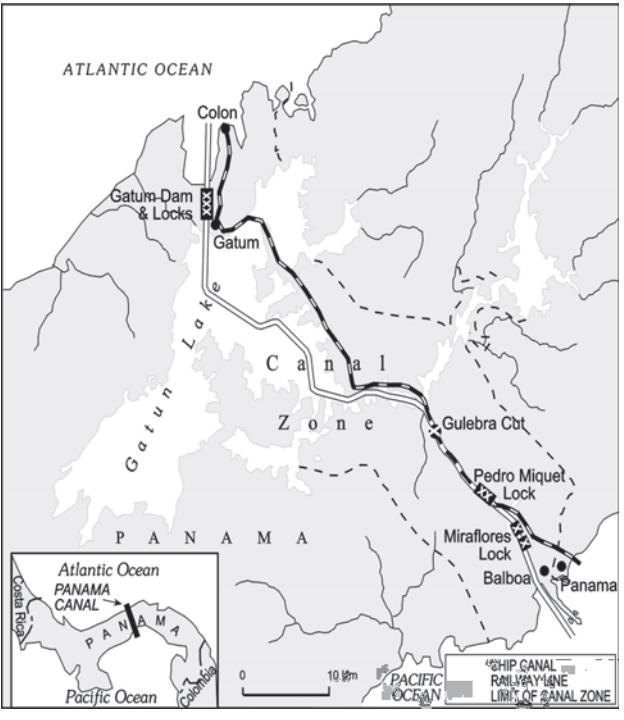 ATLANTIC OCEAN
Colon
Gatum Dam
& Locks
Gatum
Gatun Lake
Canal
Zone
Gulebra Cut
Pedro Miquet
Lock
Miraflores
Lock
Balboa
Panama
PANAMA
Atlantic Ocean
PANAMA
CANAL
Costa Rica
PANAMA
Colombia
Pacific Ocean
0 10
PACIFIC
OCEAN
SHIP CANAL
RAILWAY LINE
LIMIT OF CANAL ZONE